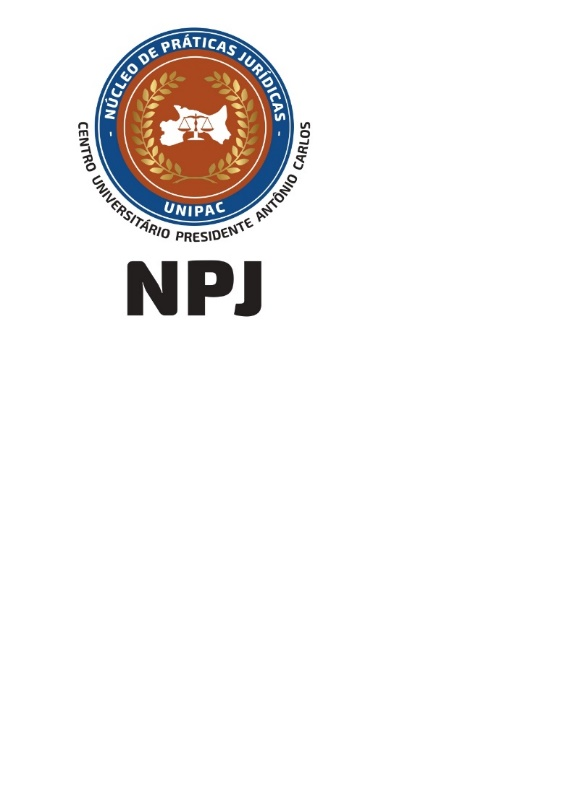 - NÚCLEO DE PRÁTICAS JURÍDICAS -
UNIPAC
CENTRO UNIVERSITÁRIO PRESIDENTE ANTÔNIO CARLOS
NPJ